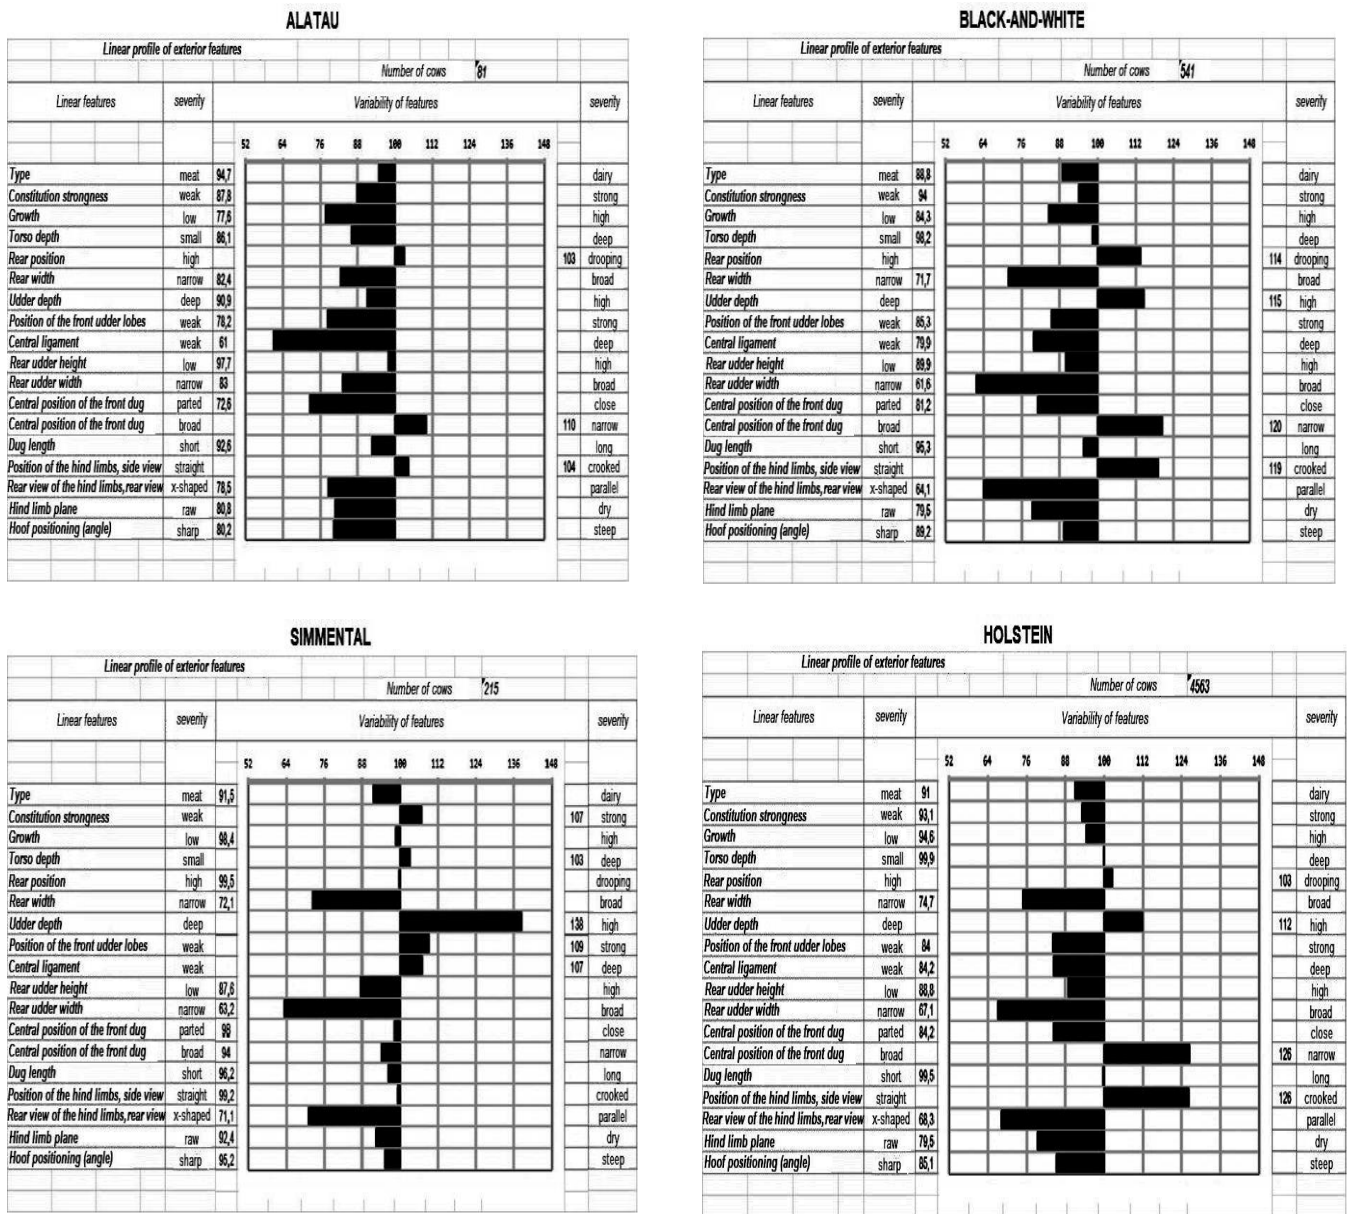 ALATAU
Linear profile of exterior features
Number of cows 81
Linear features severity Variability of features severity
52 64 76 88 100 112 124 136 148
Type meat 94,7 dairy
Constitution strongness weak 87,8 strong
Growth low 77,6 high
Torso depth small 86,1 deep
Rear position high 103 drooping
Rear width narrow 82,4 broad
Udder depth deep 90,9 high
Position of the front udder lobes weak 78,2 strong
Central ligament weak 61 deep
Rear udder height low 97,7 high
Rear udder width narrow 83 broad
Central position of the front dug parted 72,6 close
Central position of the front dug broad 110 narrow
Dug length short 92,6 long
Position of the hind limbs, side view straight 104 crooked
Rear view of the hind limbs,rear view x-shaped 78,5 parallel
Hind limb plane raw 80,8 dry
Hoof positioning (angle) sharp 80,2 steep
BLACK-AND-WHITE
Linear profile of exterior features
Number of cows 541
Linear features severity Variability of features severity
52 64 76 88 100 112 124 136 148
Type meat 88,8 dairy
Constitution strongness weak 94 strong
Growth low 84,3 high
Torso depth small 98,2 deep
Rear position high 114 drooping
Rear width narrow 71,7 broad
Udder depth deep 115 high
Position of the front udder lobes weak 85,3 strong
Central ligament weak 79,9 deep
Rear udder height low 89,9 high
Rear udder width narrow 61,6 broad
Central position of the front dug parted 81,2 close
Central position of the front dug broad 120 narrow
Dug length short 95,3 long
Position of the hind limbs, side view straight 119 crooked
Rear view of the hind limbs,rear view x-shaped 64,1 parallel
Hind limb plane raw 79,5 dry
Hoof positioning (angle) sharp 89,2 steep
SIMMENTAL
Linear profile of exterior features
Number of cows 215
Linear features severity Variability of features severity
52 64 76 88 100 112 124 136 148
Type meat 91,5 dairy
Constitution strongness weak 107 strong
Growth low 98,4 high
Torso depth small 103 deep
Rear position high 99,5 drooping
Rear width narrow 72,1 broad
Udder depth deep 138 high
Position of the front udder lobes weak 109 strong
Central ligament weak 107 deep
Rear udder height low 87,6 high
Rear udder width narrow 63,2 broad
Central position of the front dug parted 98 close
Central position of the front dug broad 94 narrow
Dug length short 96,2 long
Position of the hind limbs, side view straight 99,2 crooked
Rear view of the hind limbs,rear view x-shaped 71,1 parallel
Hind limb plane raw 92,4 dry
Hoof positioning (angle) sharp 95,2 steep
HOLSTEIN
Linear profile of exterior features
Number of cows 4563
Linear features severity Variability of features severity
52 64 76 88 100 112 124 136 148
Type meat 91 dairy
Constitution strongness weak 93,1 strong
Growth low 94,6 high
Torso depth small 99,9 deep
Rear position high 103 drooping
Rear width narrow 74,7 broad
Udder depth deep 112 high
Position of the front udder lobes weak 84 strong
Central ligament weak 84,2 deep
Rear udder height low 88,8 high
Rear udder width narrow 67,1 broad
Central position of the front dug parted 84,2 close
Central position of the front dug broad 126 narrow
Dug length short 99,5 long
Position of the hind limbs, side view straight 126 crooked
Rear view of the hind limbs,rear view x-shaped 68,3 parallel
Hind limb plane raw 79,5 dry
Hoof positioning (angle) sharp 85,1 steep